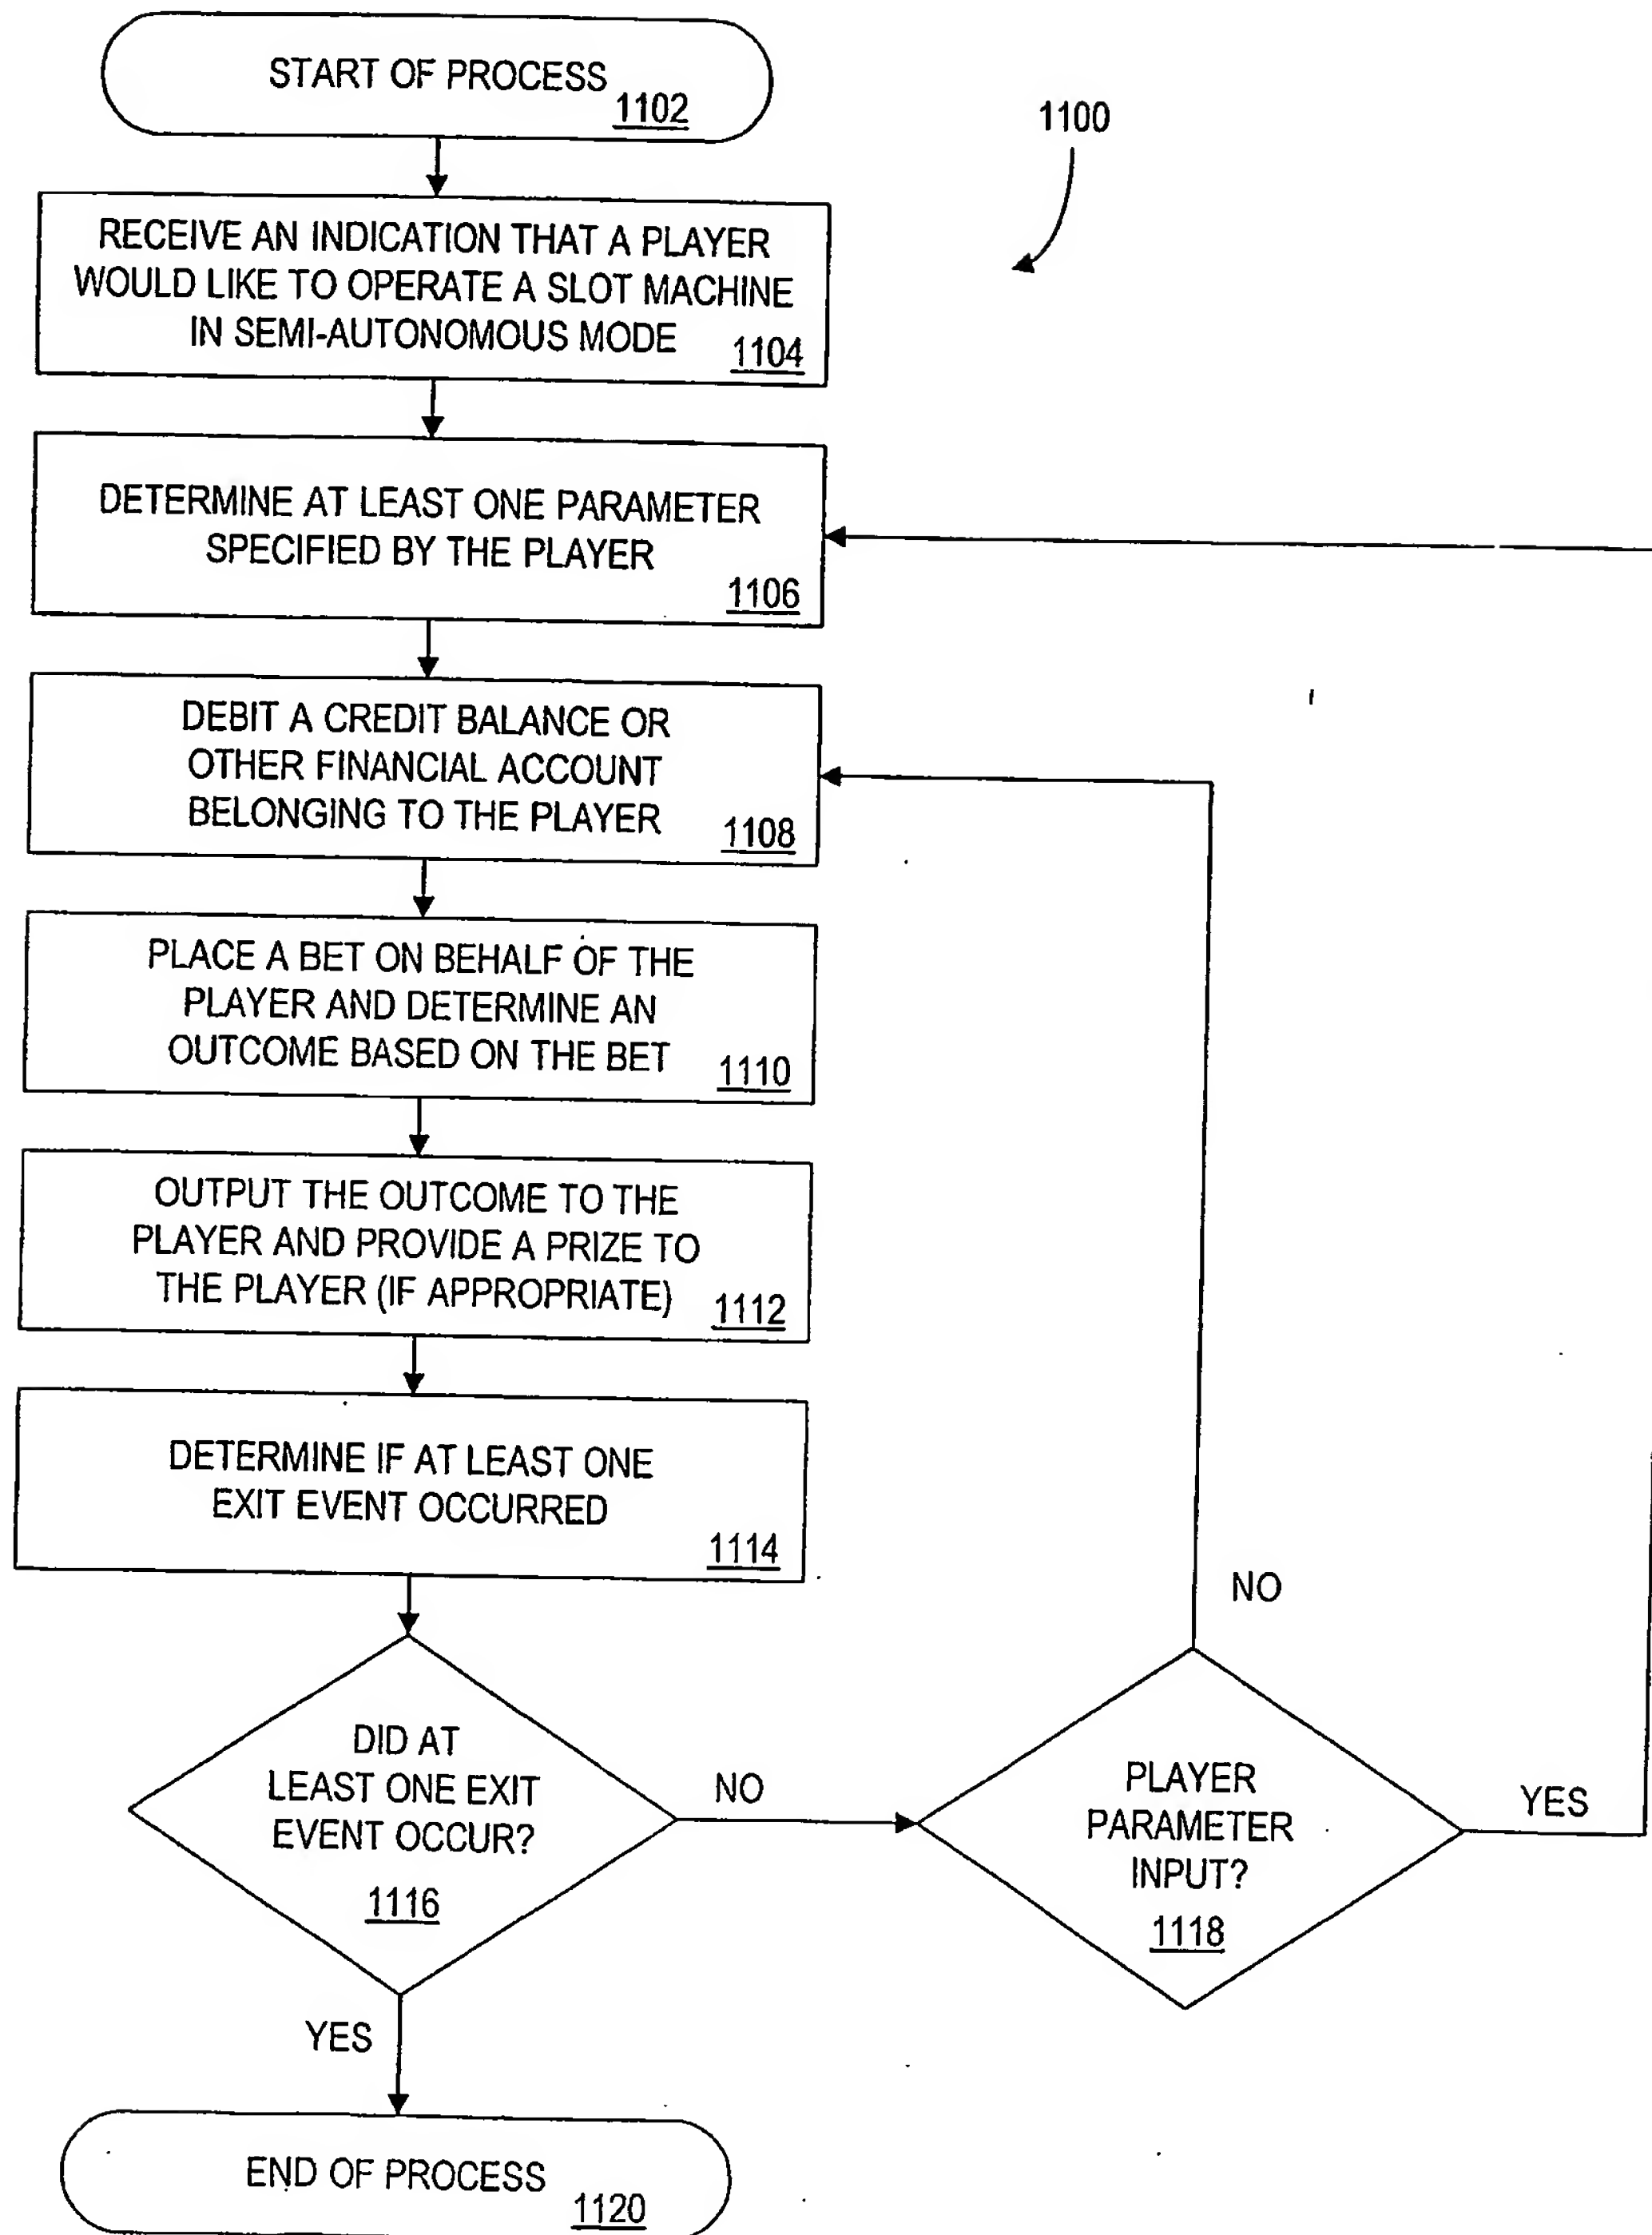 START OF PROCESS
1102
1100
RECEIVE AN INDICATION THAT A PLAYER
WOULD LIKE TO OPERATE A SLOT MACHINE
IN SEMI-AUTONOMOUS MODE
1104
DETERMINE AT LEAST ONE PARAMETER
SPECIFIED BY THE PLAYER
1106
DEBIT A CREDIT BALANCE OR
OTHER FINANCIAL ACCOUNT
BELONGING TO THE PLAYER
1108
PLACE A BET ON BEHALF OF THE
PLAYER AND DETERMINE AN
OUTCOME BASED ON THE BET
1110
OUTPUT THE OUTCOME TO THE
PLAYER AND PROVIDE A PRIZE TO
THE PLAYER (IF APPROPRIATE)
1112
DETERMINE IF AT LEAST ONE
EXIT EVENT OCCURRED
1114
DID AT
LEAST ONE EXIT
EVENT OCCUR?
1116
NO
YES
PLAYER
PARAMETER
INPUT?
1118
NO
YES
END OF PROCESS
1120